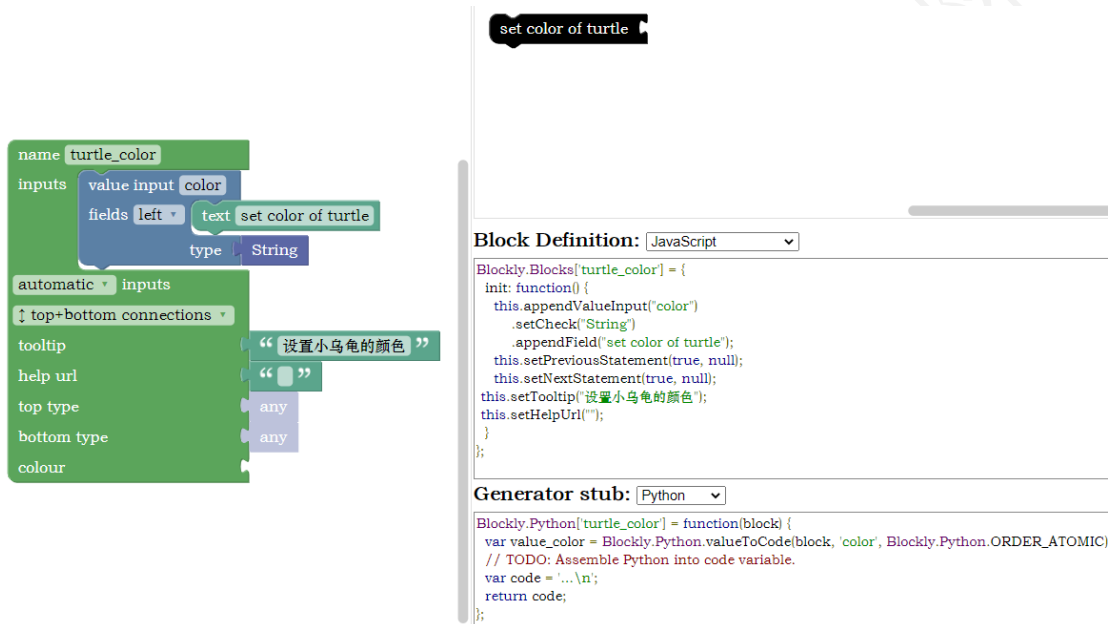 set color of turtle
name turtle_color
inputs value input color
fields left ▾ text set color of turtle
type String
automatic ▾ inputs
↕ top+bottom connections ▾
tooltip “ 设置小乌龟的颜色 ”
help url “ ”
top type any
bottom type any
colour
Block Definition: JavaScript
Blockly.Blocks['turtle_color'] = {
init: function() {
this.appendValueInput("color")
.setCheck("String")
.appendField("set color of turtle");
this.setPreviousStatement(true, null);
this.setNextStatement(true, null);
this.setTooltip("设置小乌龟的颜色");
this.setHelpUrl("");
}
};
Generator stub: Python
Blockly.Python['turtle_color'] = function(block) {
var value_color = Blockly.Python.valueToCode(block, 'color', Blockly.Python.ORDER_ATOMIC)
// TODO: Assemble Python into code variable.
var code = '...\n';
return code;
};